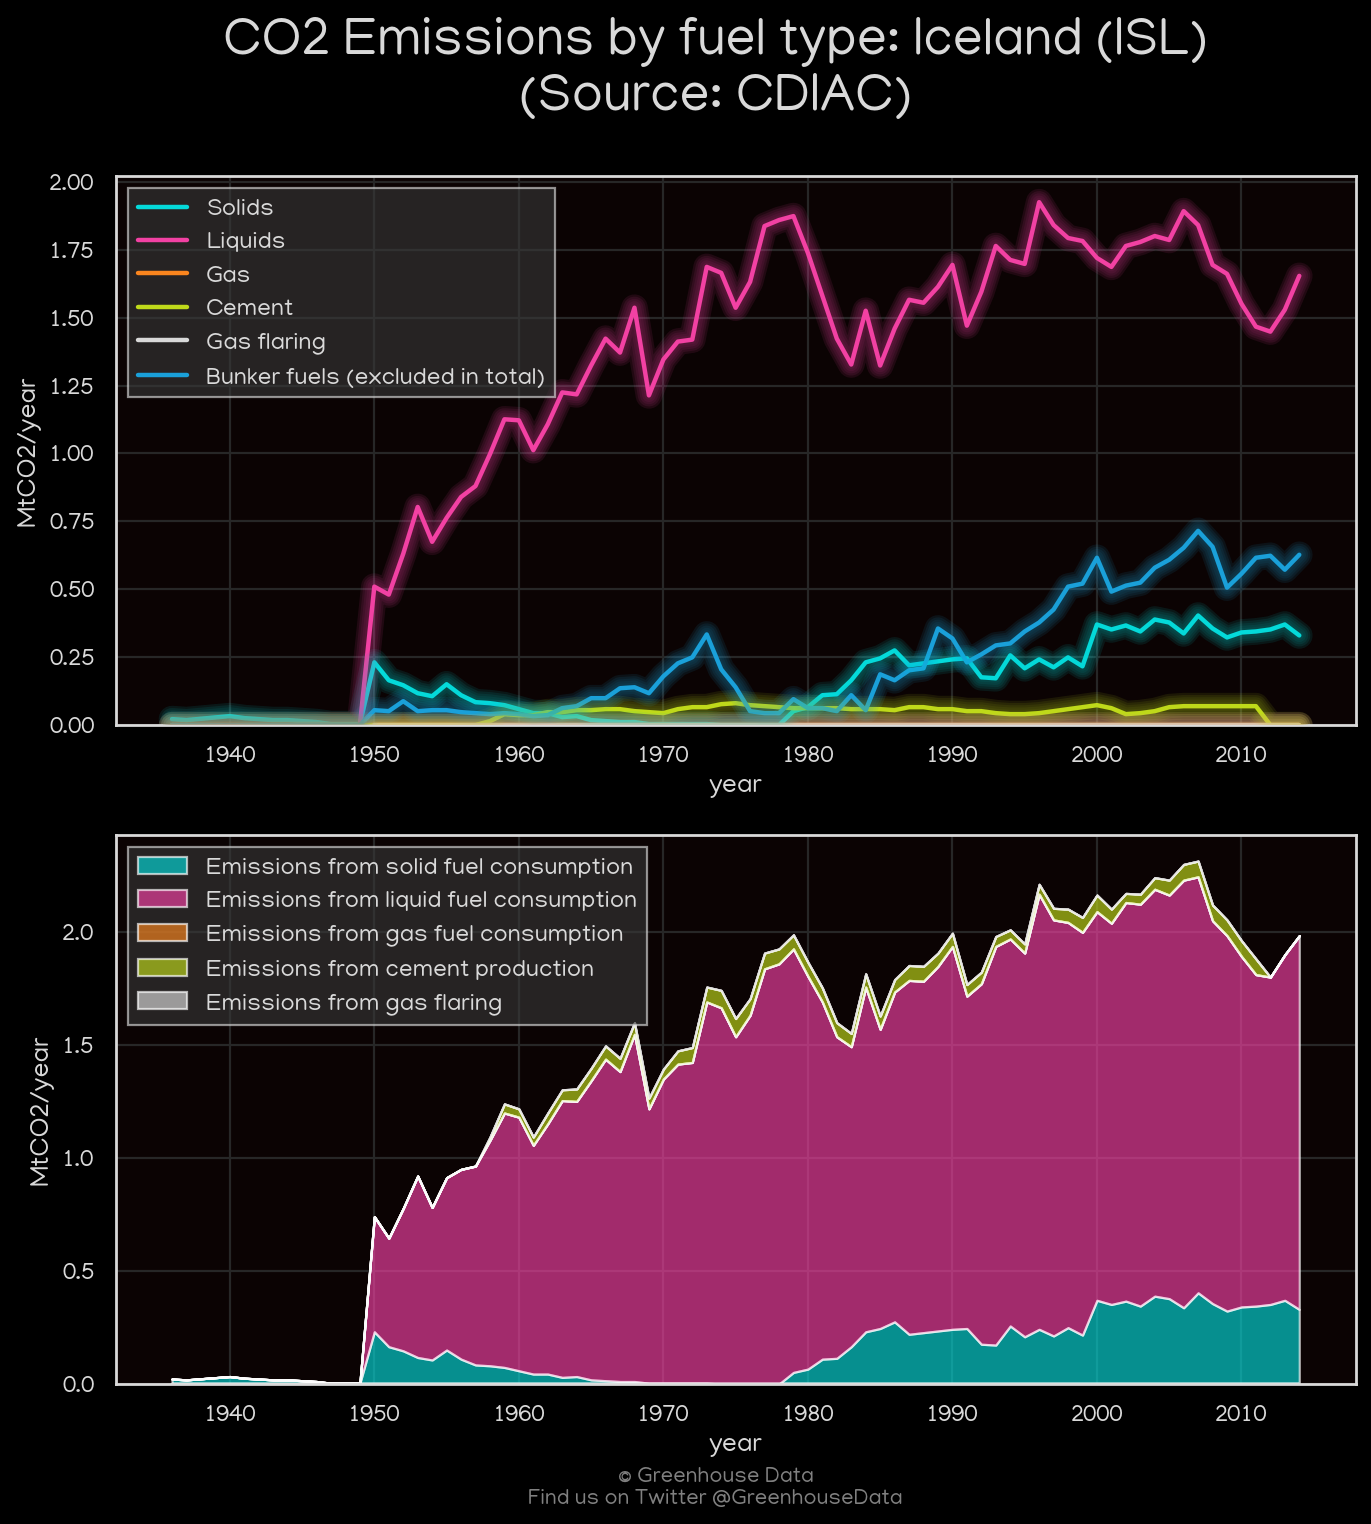 CO2 Emissions by fuel type: Iceland (ISL)
(Source: CDIAC)
2.00
1.75
1.50
1.25
1.00
0.75
0.50
0.25
0.00
MtCO2/year
Solids
Liquids
Gas
Cement
Gas flaring
Bunker fuels (excluded in total)
1940 1950 1960 1970 1980 1990 2000 2010
year
2.0
1.5
1.0
0.5
0.0
MtCO2/year
Emissions from solid fuel consumption
Emissions from liquid fuel consumption
Emissions from gas fuel consumption
Emissions from cement production
Emissions from gas flaring
1940 1950 1960 1970 1980 1990 2000 2010
year
© Greenhouse Data
Find us on Twitter @GreenhouseData